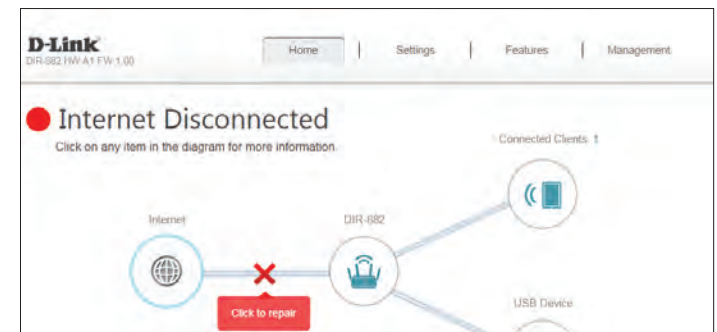 D-Link
DIR-882 HW:A1 FW:1.00
Home
Settings
Features
Management
Internet Disconnected
Click on any item in the diagram for more information.
Connected Clients: 1
Internet
DIR-882
Click to repair
USB Device